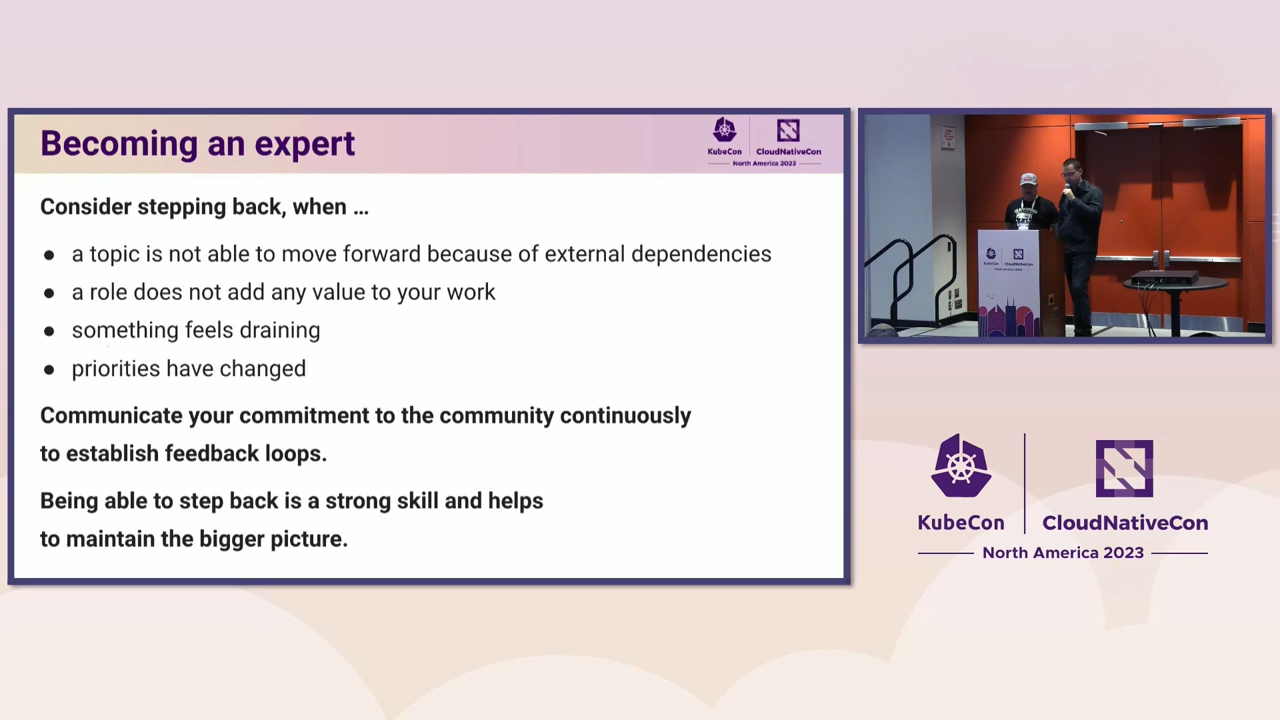 Becoming an expert
KubeCon
CloudNativeCon
North America 2023
Consider stepping back, when ...
● a topic is not able to move forward because of external dependencies
● a role does not add any value to your work
● something feels draining
● priorities have changed
Communicate your commitment to the community continuously
to establish feedback loops.
Being able to step back is a strong skill and helps
to maintain the bigger picture.
KubeCon
CloudNativeCon
North America 2023